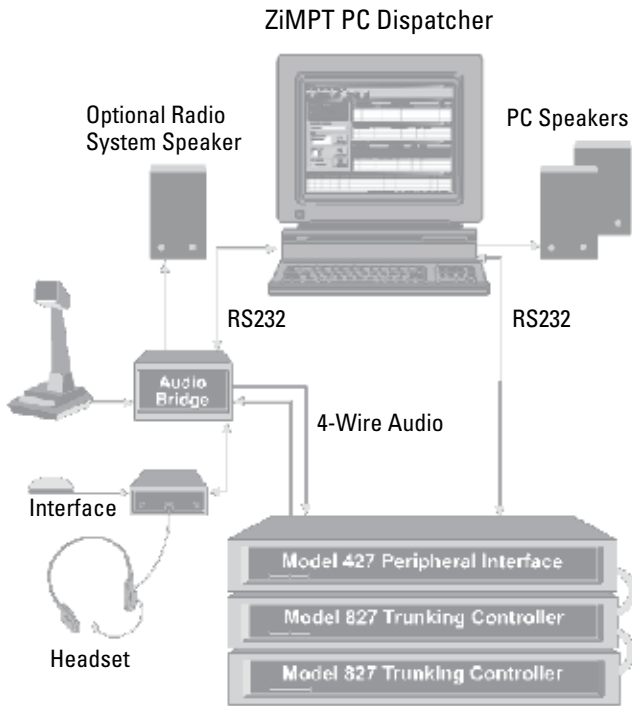 ZiMPT PC Dispatcher
Optional Radio
System Speaker
PC Speakers
RS232
RS232
Audio
Bridge
4-Wire Audio
Interface
Headset
Model 427 Peripheral Interface
Model 827 Trunking Controller
Model 827 Trunking Controller